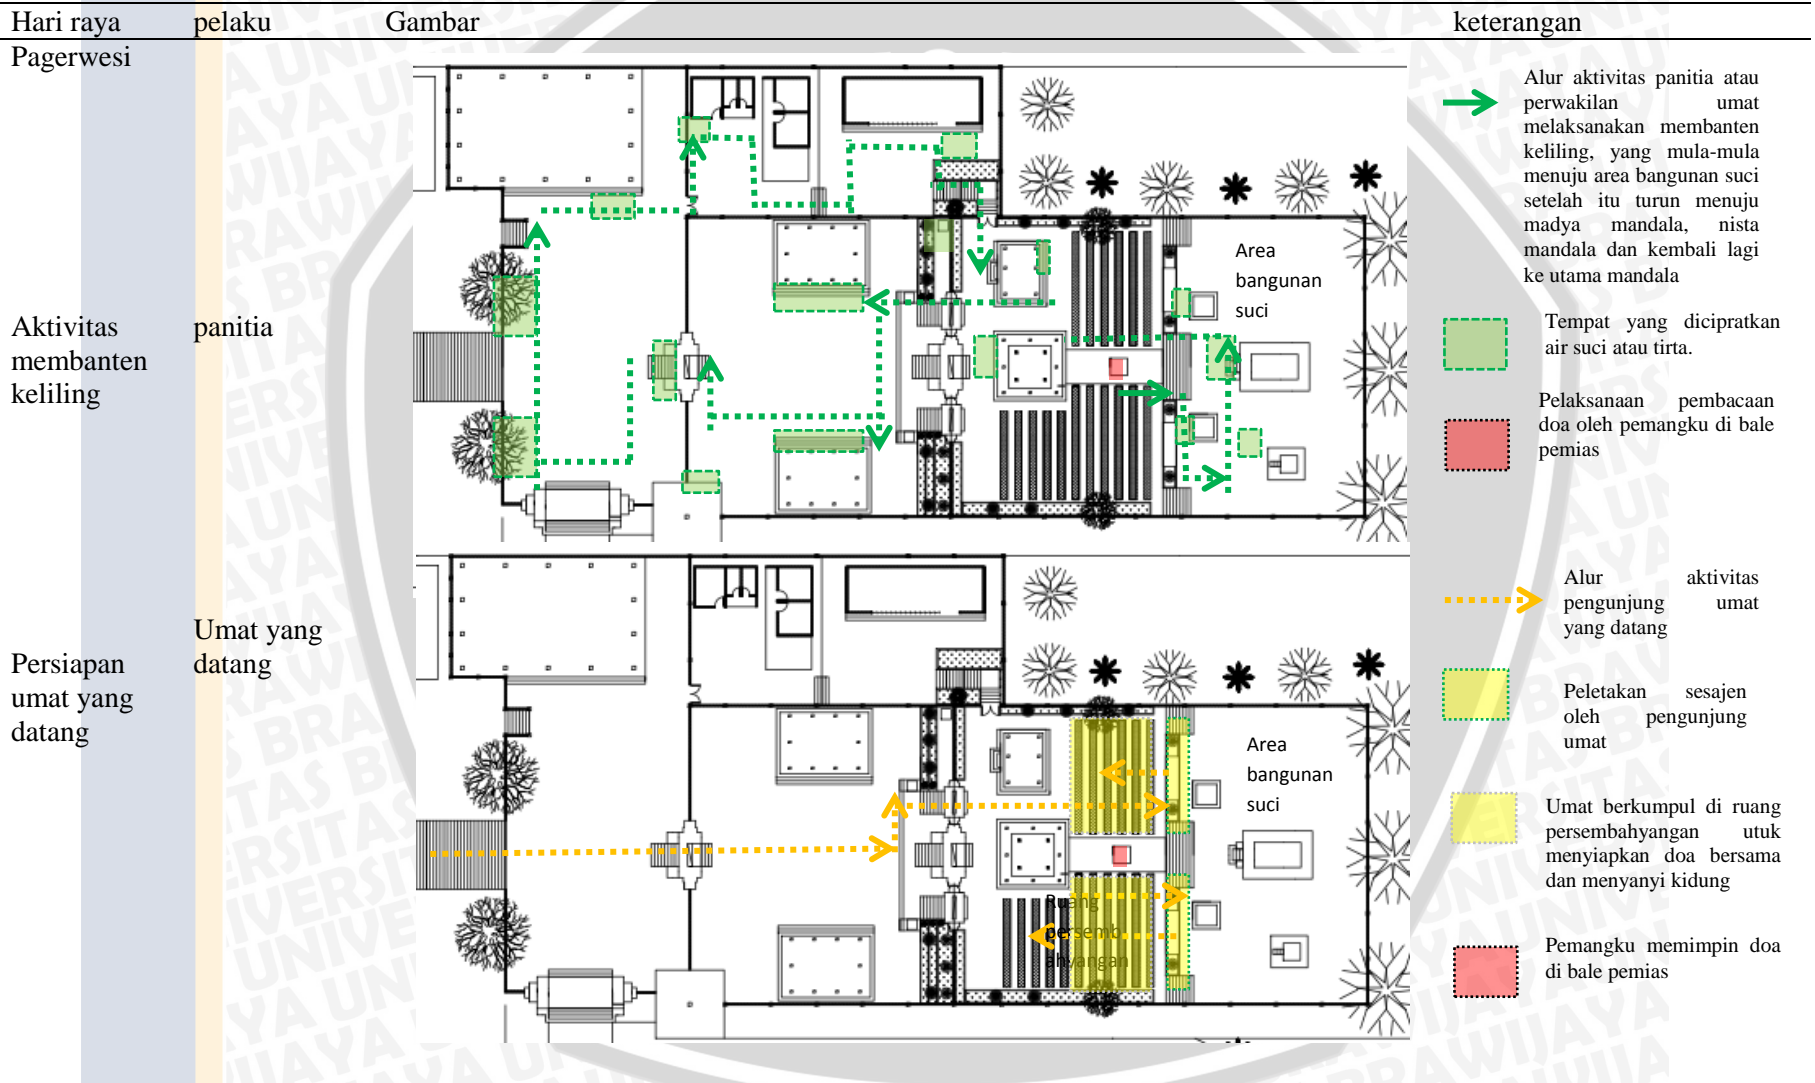 Hari raya pelaku Gambar keterangan
Pagerwesi
Aktivitas
membanten
keliling
panitia
Area
bangunan
suci
Alur aktivitas panitia atau
perwakilan umat
melaksanakan membanten
keliling, yang mula-mula
menuju area bangunan suci
setelah itu turun menuju
madya mandala, nista
mandala dan kembali lagi
ke utama mandala
Tempat yang dicipratkan
air suci atau tirta.
Pelaksanaan pembacaan
doa oleh pemangku di bale
pemias
Persiapan
umat yang
datang
Umat yang
datang
Area
bangunan
suci
Ruang
persemb
ahyangan
Alur aktivitas
pengunjung umat
yang datang
Peletakan sesajen
oleh pengunjung
umat
Umat berkumpul di ruang
persembahyangan utuk
menyiapkan doa bersama
dan menyanyi kidung
Pemangku memimpin doa
di bale pemias